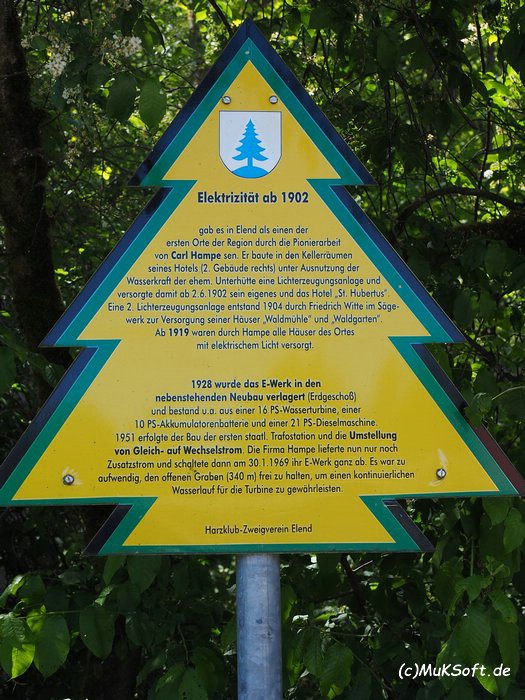 Elektrizität ab 1902
gab es in Elend als einen der
ersten Orte der Region durch die Pionierarbeit
von Carl Hampe sen. Er baute in den Kellerräumen
seines Hotels (2. Gebäude rechts) unter Ausnutzung der
Wasserkraft der ehem. Unterhütte eine Lichterzeugungsanlage und
versorgte damit ab 2.6.1902 sein eigenes und das Hotel „St. Hubertus".
Eine 2. Lichterzeugungsanlage entstand 1904 durch Friedrich Witte im Säge-
werk zur Versorgung seiner Häuser „Waldmühle" und „Waldgarten".
Ab 1919 waren durch Hampe alle Häuser des Ortes
mit elektrischem Licht versorgt.
1928 wurde das E-Werk in den
nebenstehenden Neubau verlagert (Erdgeschoß)
und bestand u.a. aus einer 16 PS-Wasserturbine, einer
10 PS-Akkumulatorenbatterie und einer 21 PS-Dieselmaschine.
1951 erfolgte der Bau der ersten staatl. Trafostation und die Umstellung
von Gleich- auf Wechselstrom. Die Firma Hampe lieferte nun nur noch
Zusatzstrom und schaltete dann am 30.1.1969 ihr E-Werk ganz ab. Es war zu
aufwendig, den offenen Graben (340 m) frei zu halten, um einen kontinuierlichen
Wasserlauf für die Turbine zu gewährleisten.
Harzklub-Zweigverein Elend
(c)MuKSoft.de